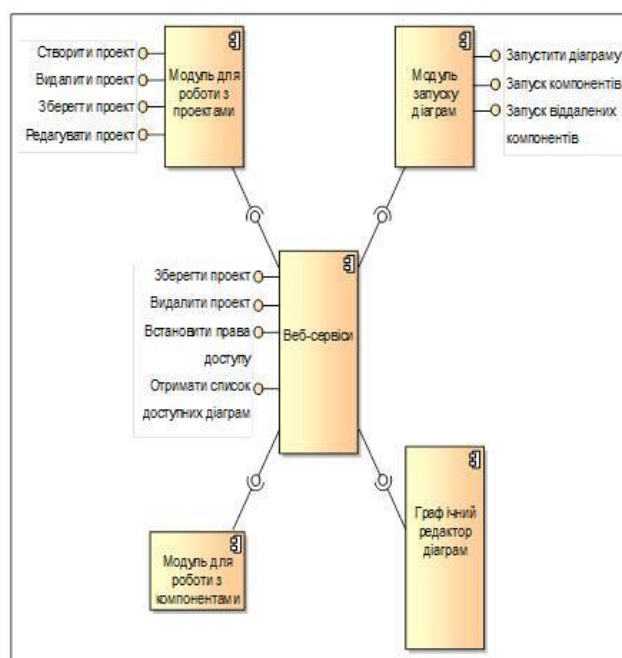 Створити проект
Видалити проект
Зберегти проект
Редагувати проект
Модуль для
роботи з
проектами
Модуль
запуску
діаграм
Запустити діаграму
Запуск компонентів
Запуск віддалених
компонентів
Зберегти проект
Видалити проект
Встановити права
доступу
Отримати список
доступних діаграм
Веб-сервіси
Модуль для
роботи з
компонентами
Графічний
редактор
діаграм